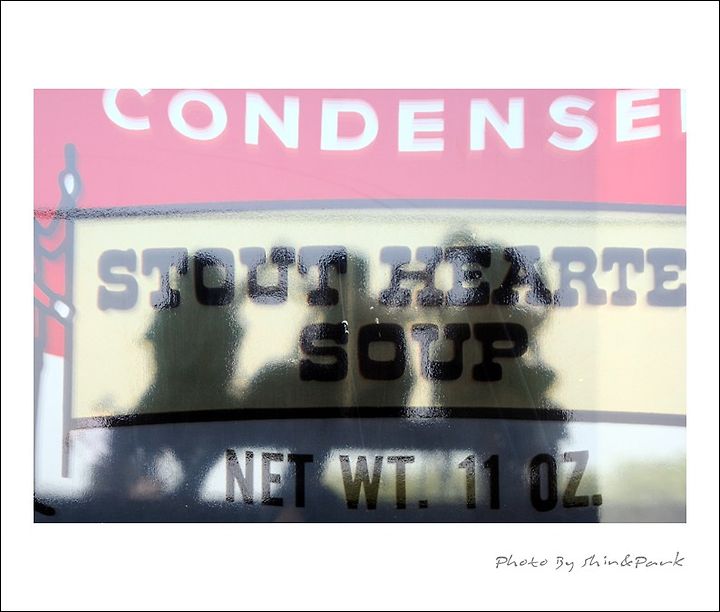 CONDENSE
STOUT HEARTE
SOUP
NET WT. 11 OZ.
Photo By Shin&Park